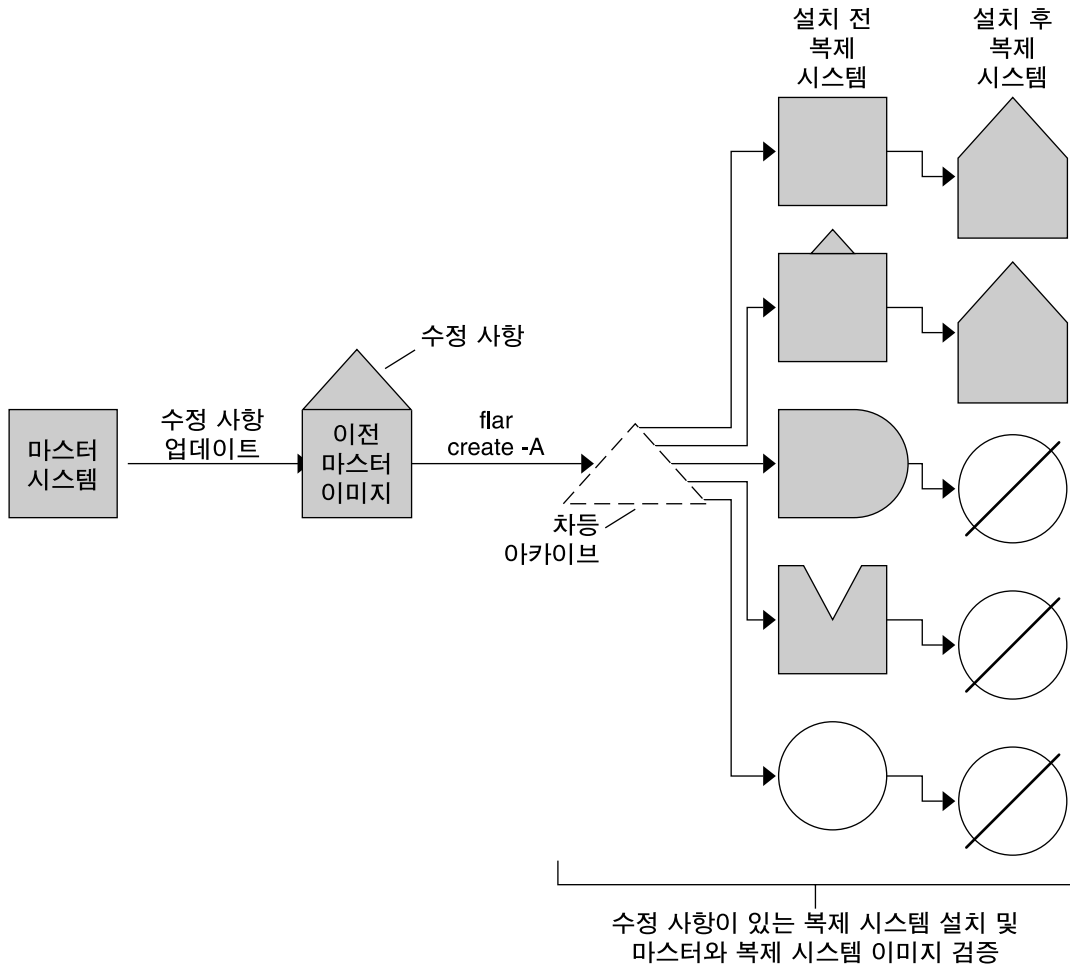 설치 전
복제
시스템
설치 후
복제
시스템
수정 사항
마스터
시스템
수정 사항
업데이트
이전
마스터
이미지
flar
create -A
차등
아카이브
수정 사항이 있는 복제 시스템 설치 및
마스터와 복제 시스템 이미지 검증